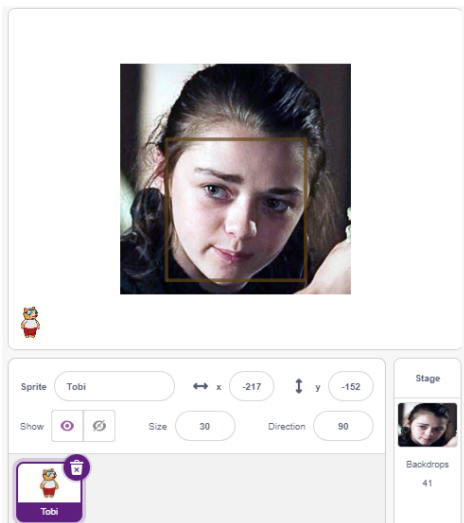 Sprite Tobi x -217 y -152
Show Size 30 Direction 90
Tobi
Stage
Backdrops
41